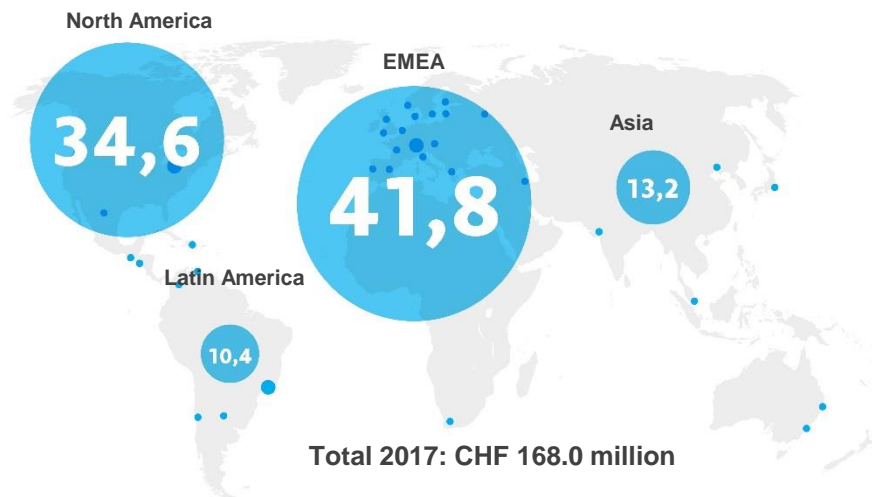 North America
34,6
EMEA
41,8
Asia
13,2
Latin America
10,4
Total 2017: CHF 168.0 million